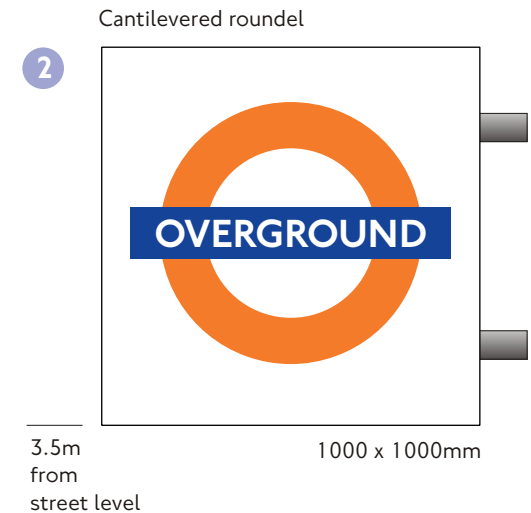 Cantilevered roundel
2
OVERGROUND
3.5m
from
street level
1000 x 1000mm